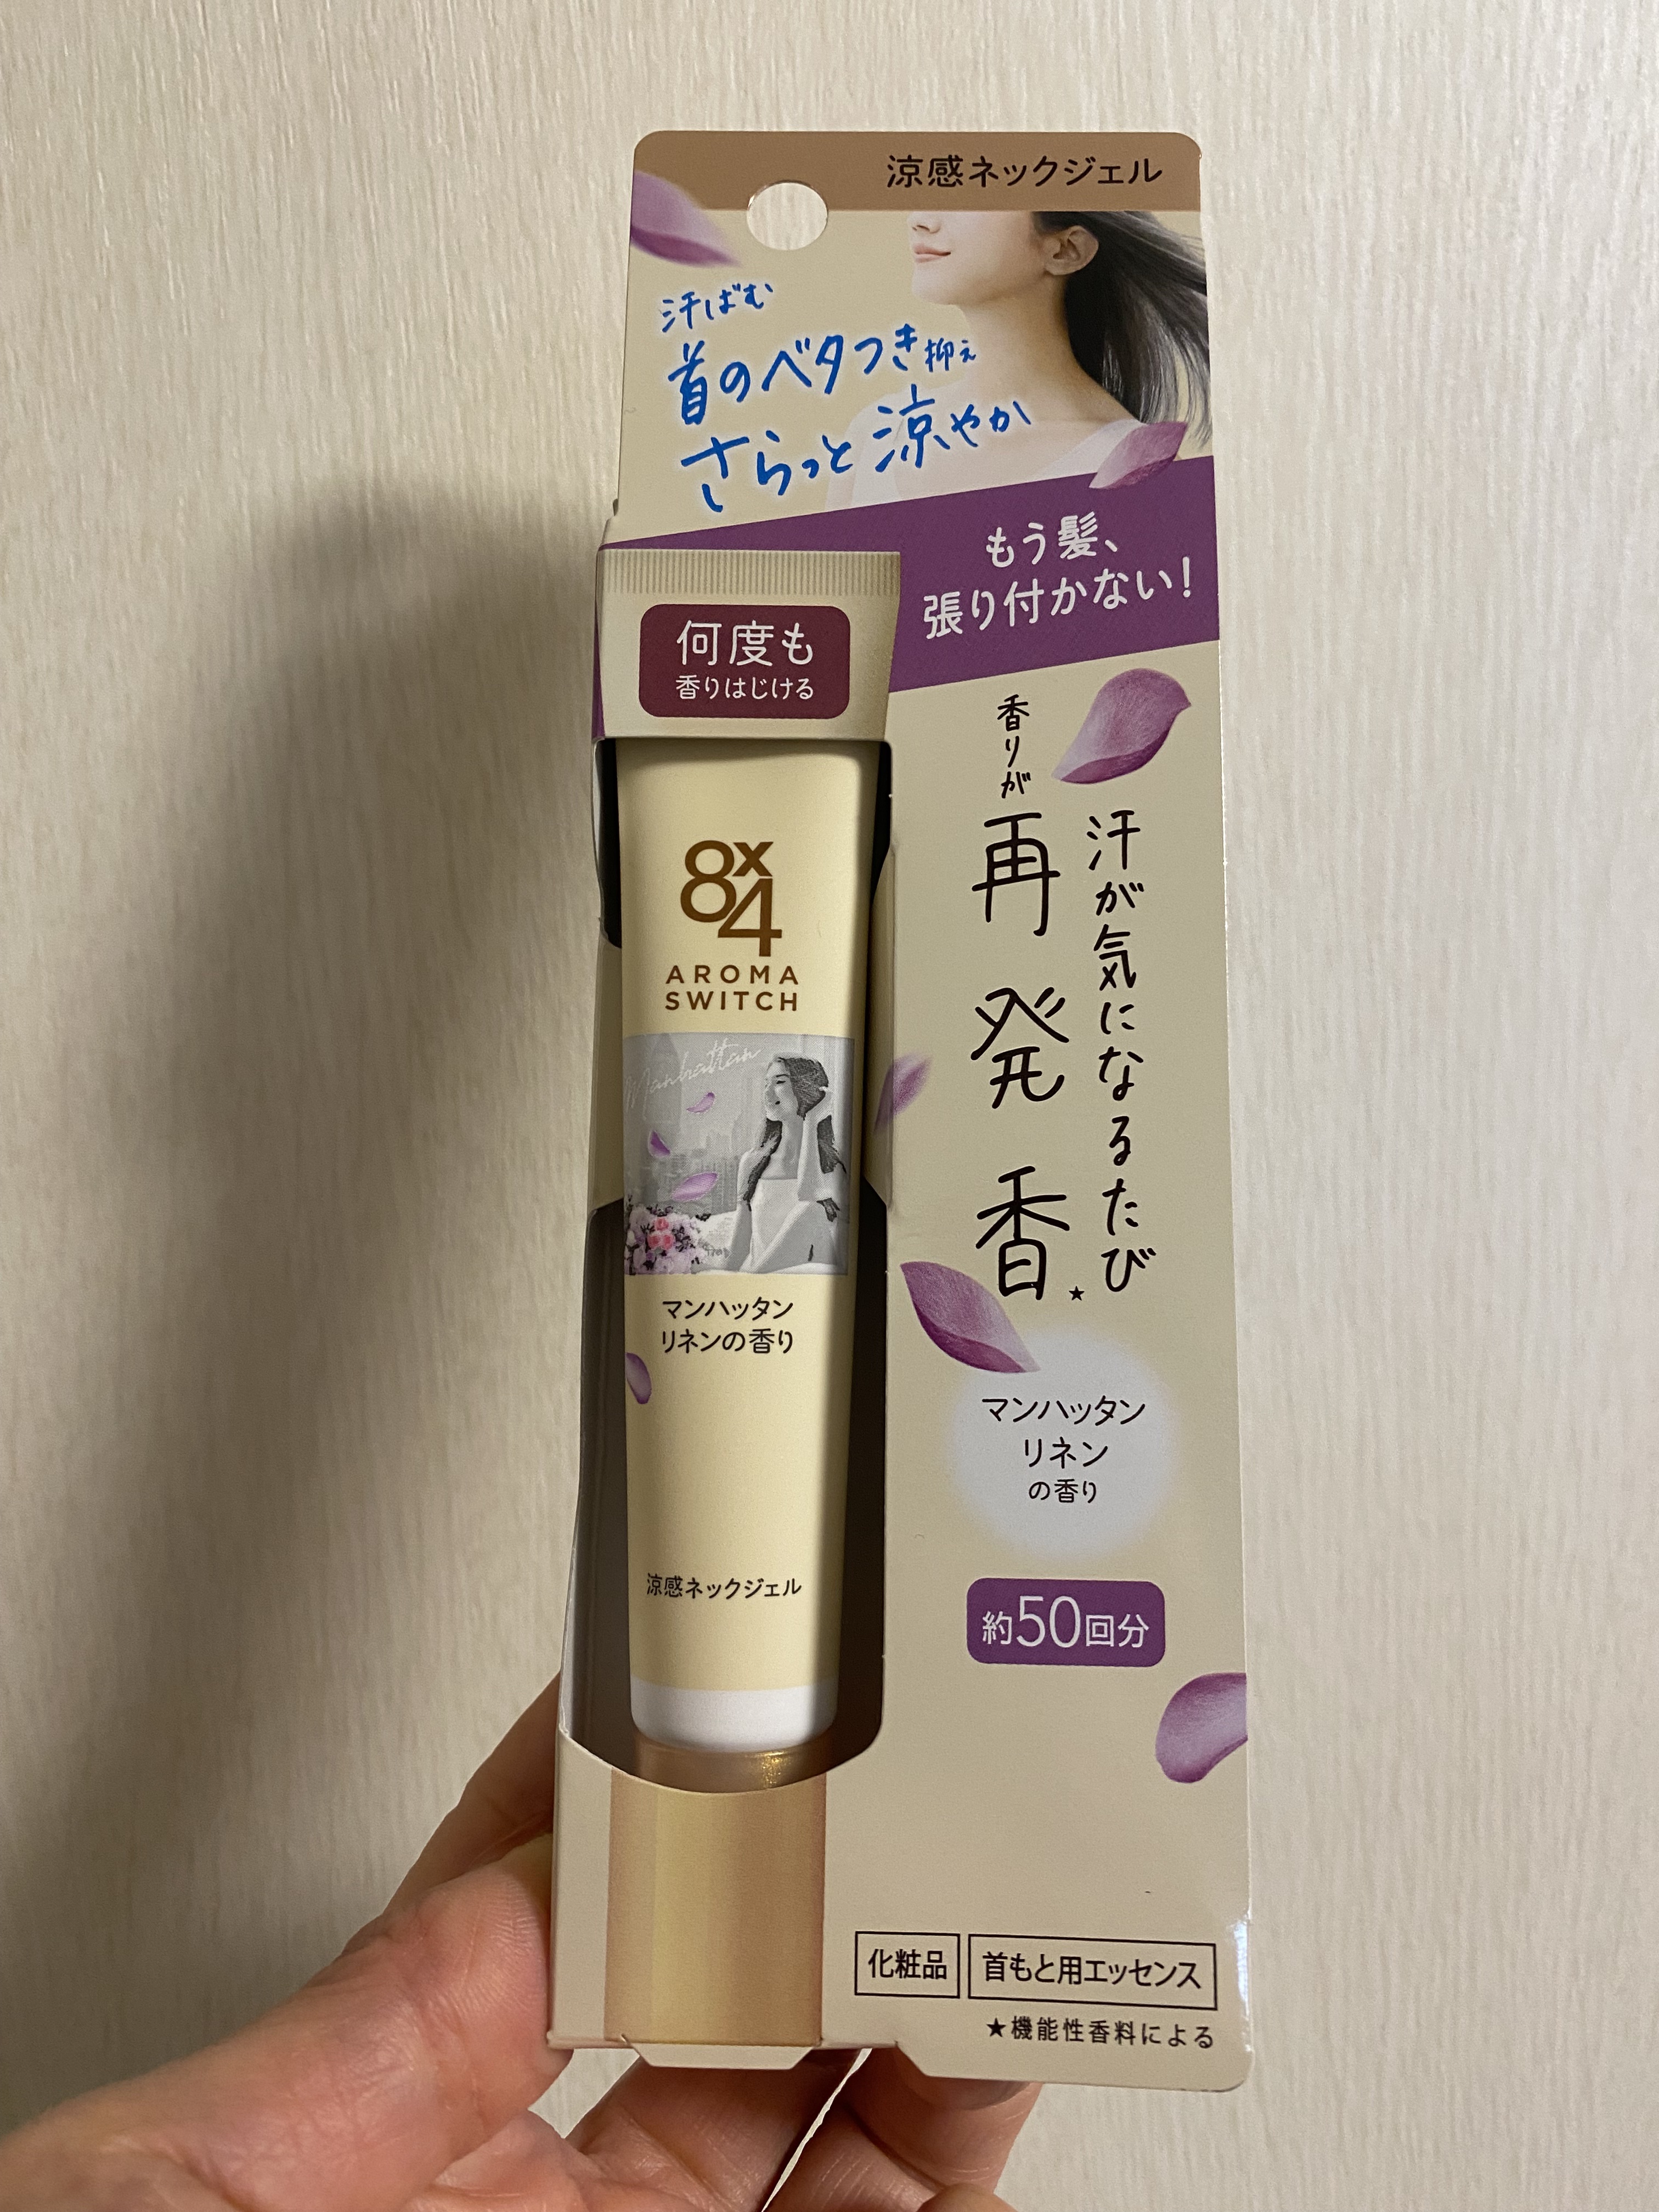 涼感ネックジェル
汗ばむ
首のベタつき抑え
さらっと涼やか
もう髪、
張り付かない!
何度も
香りはじける
8x4
AROMA
SWITCH
Manhattan
マンハッタン
リネンの香り
涼感ネックジェル
汗が気になるたび
香りが再発香★
マンハッタン
リネン
の香り
約50回分
化粧品
首もと用エッセンス
★機能性香料による